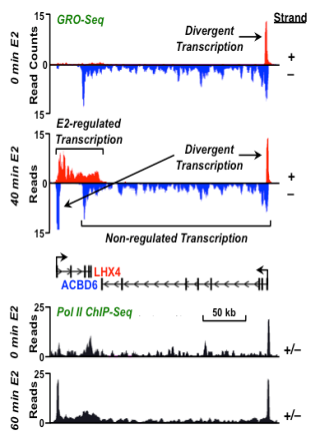 GRO-Seq
Strand
15
0
15
0 min E2
Read Counts
Divergent
Transcription
+
–
E2-regulated
Transcription
15
0
15
40 min E2
Reads
Divergent
Transcription
+
–
Non-regulated Transcription
LHX4
ACBD6
Pol II ChIP-Seq
50 kb
25
0
0 min E2
Reads
+/–
25
0
60 min E2
Reads
+/–